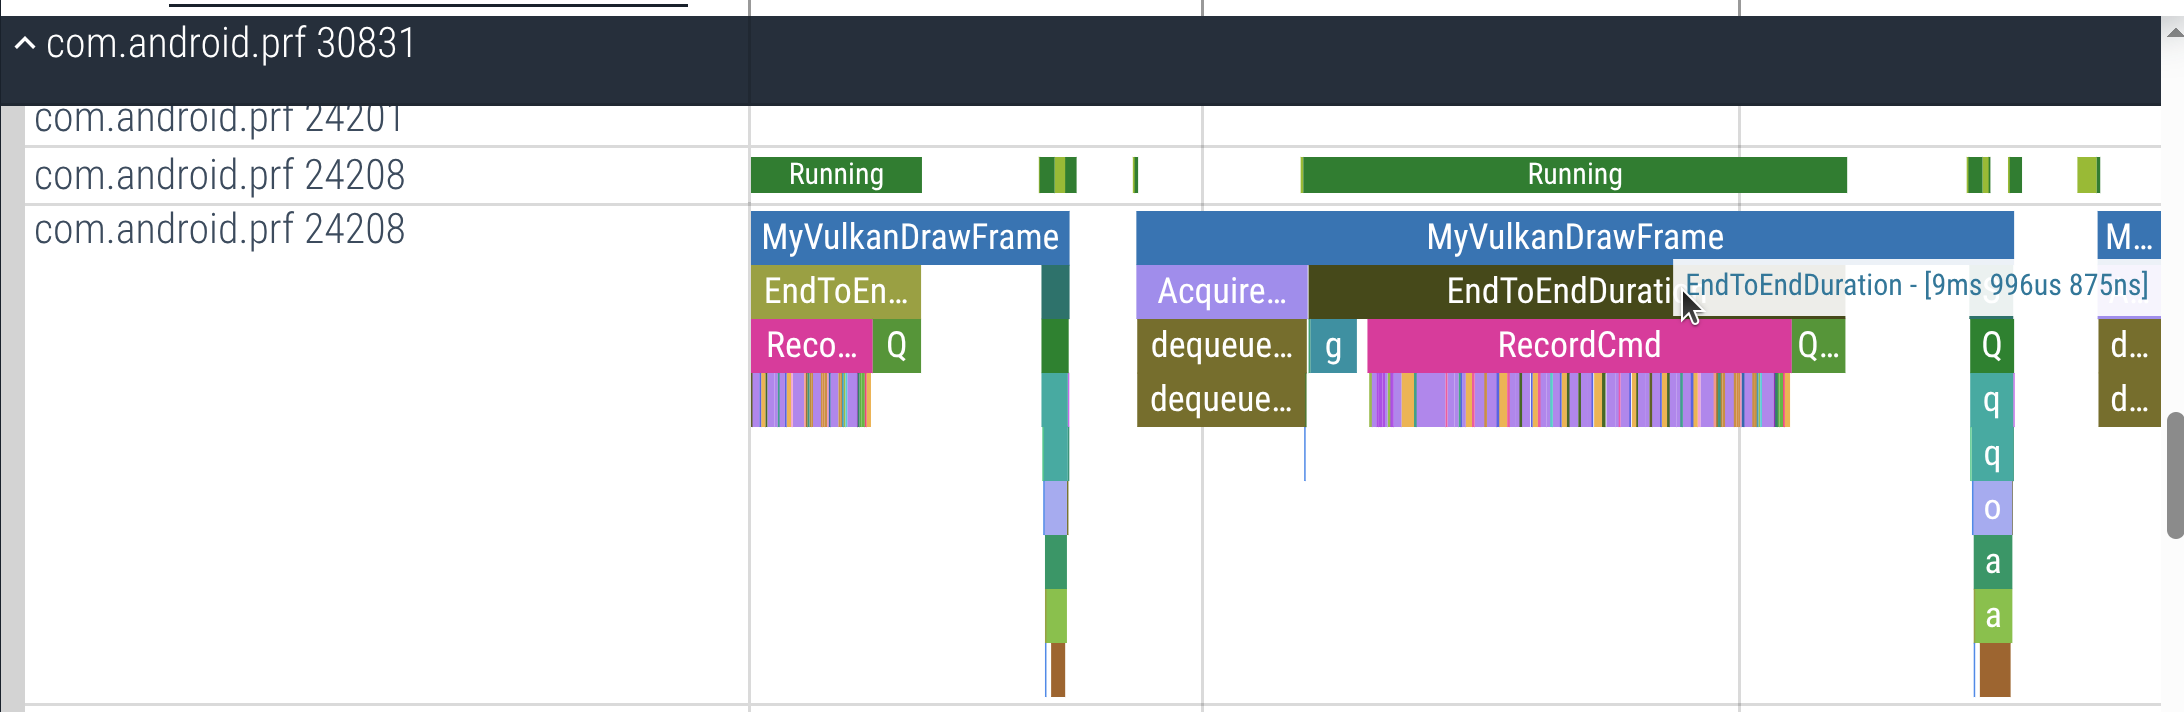 com.android.prf 30831
com.android.prf 24201
com.android.prf 24208
Running
Running
com.android.prf 24208
MyVulkanDrawFrame
MyVulkanDrawFrame
M...
EndToEn...
Acquire...
EndToEndDurati
EndToEndDuration - [9ms 996us 875ns]
Reco...
Q
dequeue...
g
RecordCmd
Q...
Q
d...
dequeue...
q
d...
q
o
a
a